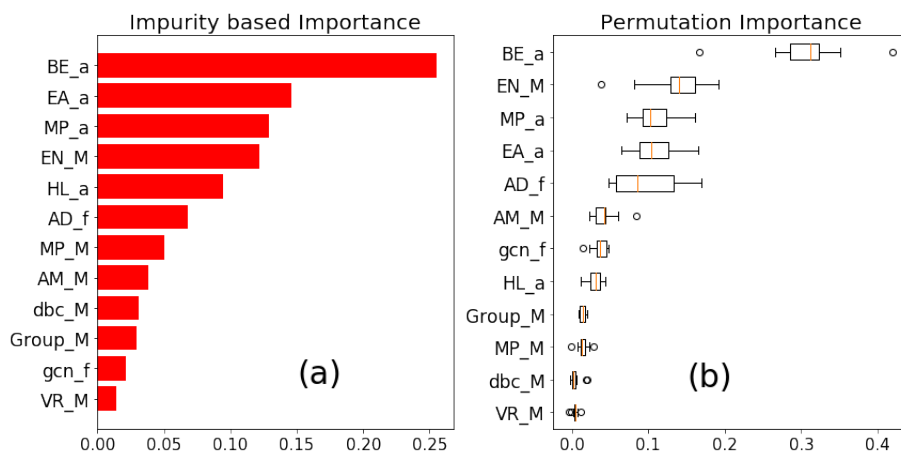 Impurity based Importance
BE_a
EA_a
MP_a
EN_M
HL_a
AD_f
MP_M
AM_M
dbc_M
Group_M
gcn_f
VR_M
(a)
0.00 0.05 0.10 0.15 0.20 0.25
Permutation Importance
BE_a
EN_M
MP_a
EA_a
AD_f
AM_M
gcn_f
HL_a
Group_M
MP_M
dbc_M
VR_M
(b)
0.0 0.1 0.2 0.3 0.4